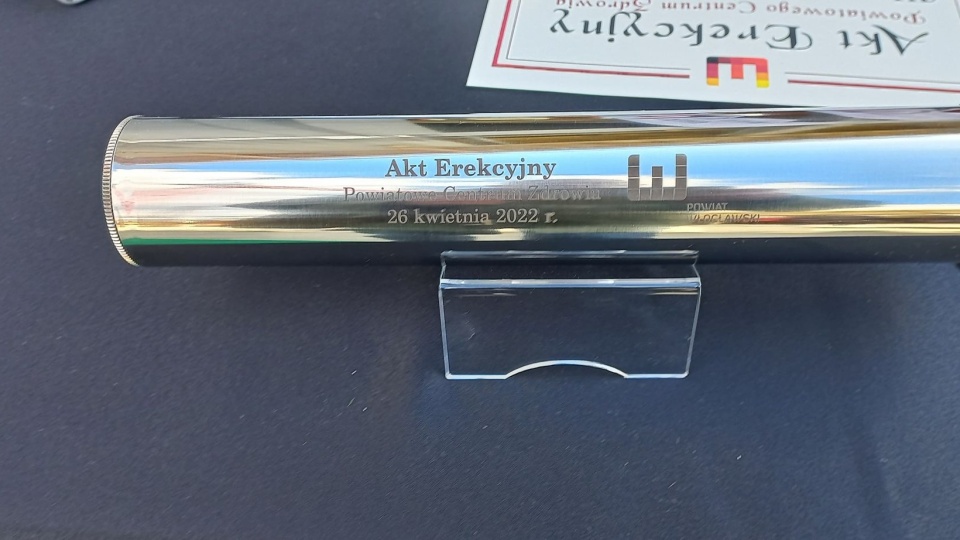 Akt Erekcyjny
Powiatowe Centrum Zdrowia
26 kwietnia 2022 r.
POWIAT
WŁOCŁAWSKI
Akt Erekcyjny
Powiatowego Centrum Zdrowia